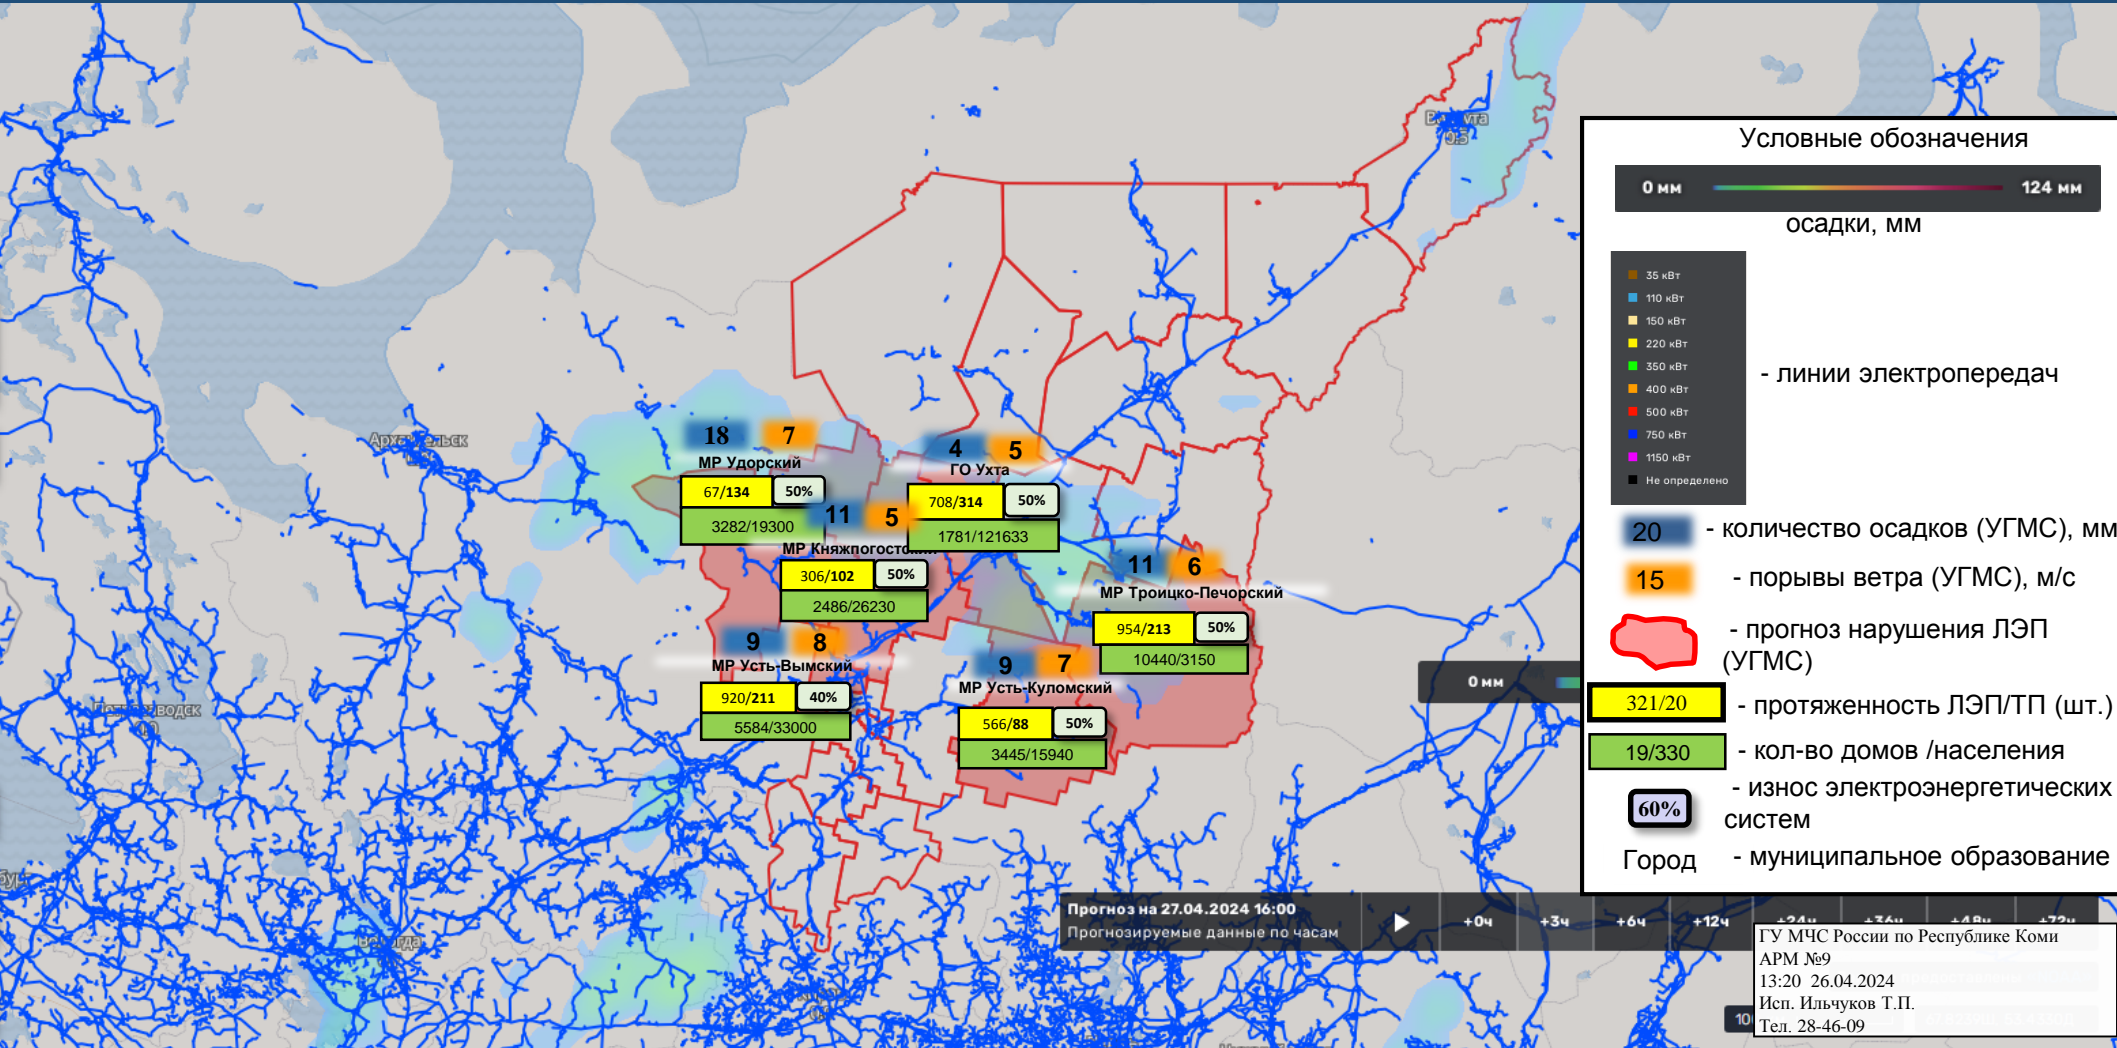 Архангельск
Вологда
18 7
МР Удорский
67/134 50%
3282/19300
4 5
ГО Ухта
708/314 50%
1781/121633
11 5
МР Княжпогостский
306/102 50%
2486/26230
11 6
МР Троицко-Печорский
954/213 50%
10440/3150
9 8
МР Усть-Вымский
920/211 40%
5584/33000
9 7
МР Усть-Куломский
566/88 50%
3445/15940
0 мм
Прогноз на 27.04.2024 16:00
Прогнозируемые данные по часам
+0ч +3ч +6ч +12ч +24ч +36ч +48ч +72ч
Условные обозначения
0 мм 124 мм
осадки, мм
35 кВт
110 кВт
150 кВт
220 кВт
350 кВт
400 кВт
500 кВт
750 кВт
1150 кВт
Не определено
- линии электропередач
20 - количество осадков (УГМС), мм
15 - порывы ветра (УГМС), м/с
- прогноз нарушения ЛЭП
(УГМС)
321/20 - протяженность ЛЭП/ТП (шт.)
19/330 - кол-во домов /населения
60% - износ электроэнергетических
систем
Город - муниципальное образование
ГУ МЧС России по Республике Коми
АРМ №9
13:20 26.04.2024
Исп. Ильчуков Т.П.
Тел. 28-46-09